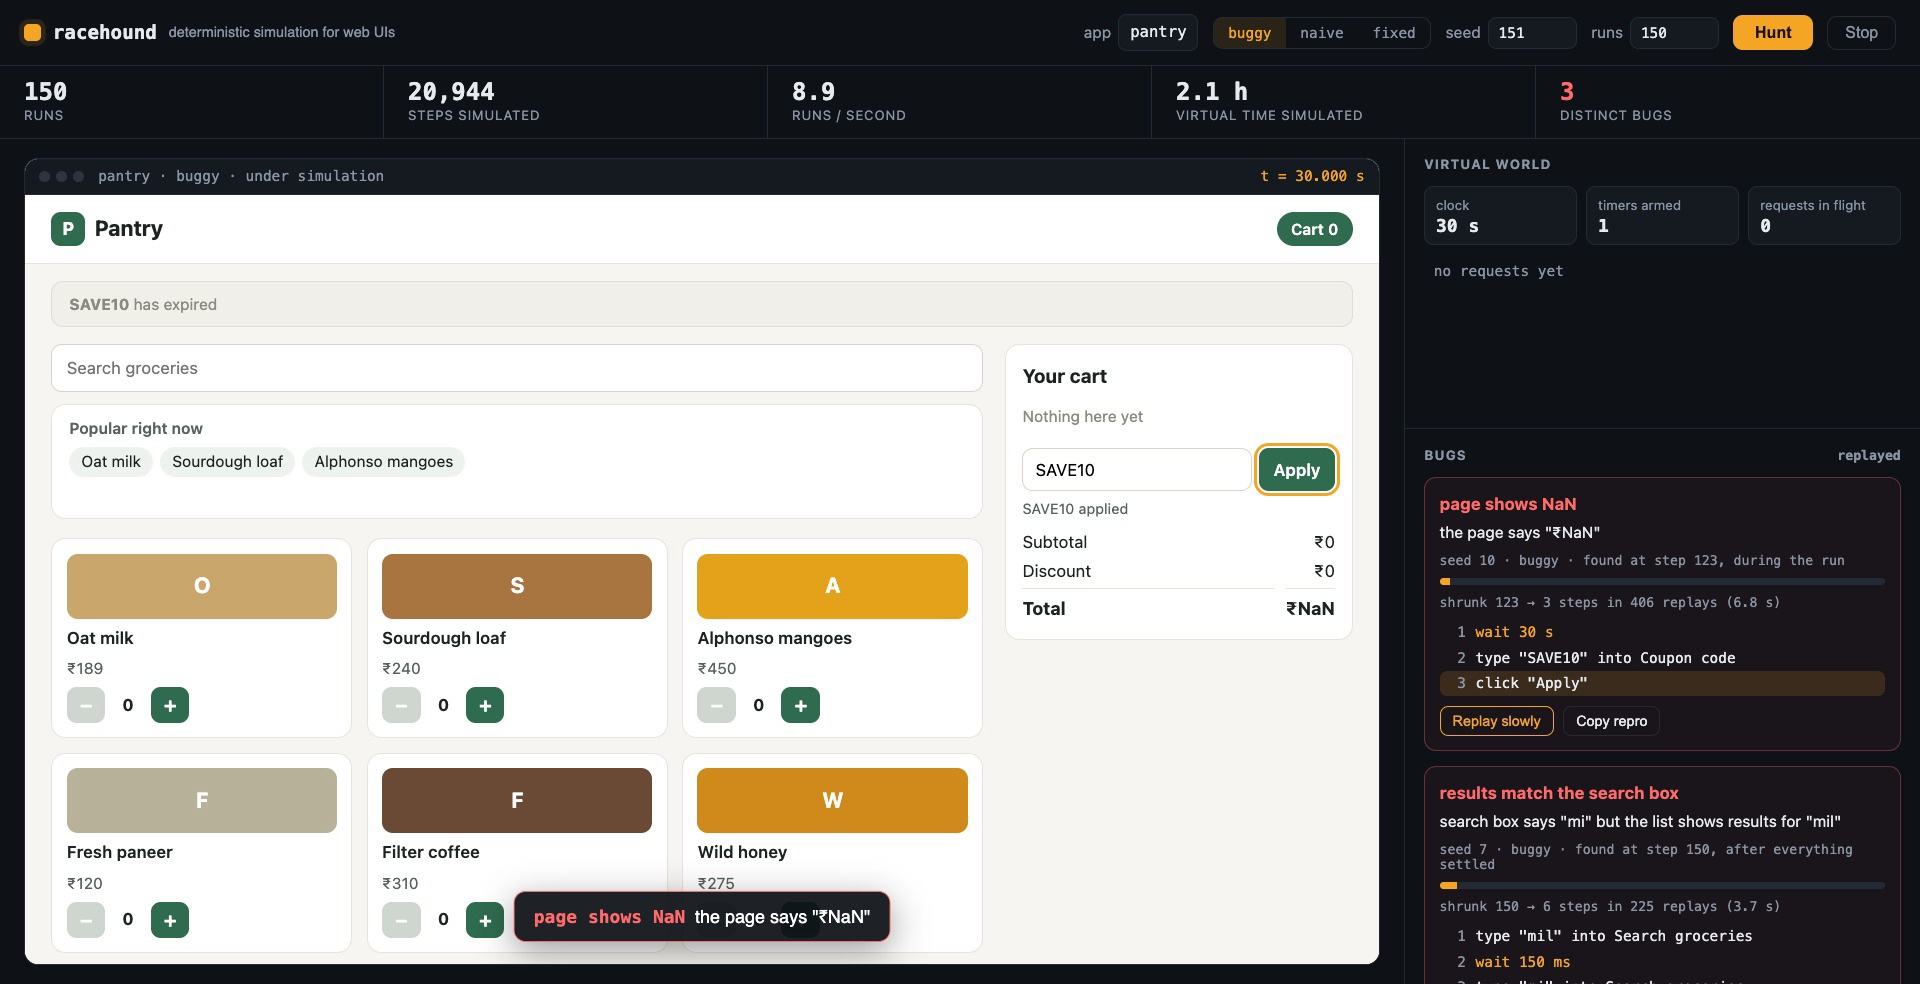 racehound deterministic simulation for web UIs app pantry buggy naive fixed seed 151 runs 150 Hunt Stop
150 20,944 8.9 2.1 h 3
RUNS STEPS SIMULATED RUNS / SECOND VIRTUAL TIME SIMULATED DISTINCT BUGS
pantry · buggy · under simulation t = 30.000 s
P Pantry Cart 0
SAVE10 has expired
Search groceries
Popular right now
Oat milk Sourdough loaf Alphonso mangoes
O S A
Oat milk Sourdough loaf Alphonso mangoes
₹189 ₹240 ₹450
− 0 + − 0 + − 0 +
F F W
Fresh paneer Filter coffee Wild honey
₹120 ₹310 ₹275
− 0 + − 0 +
Your cart
Nothing here yet
SAVE10 Apply
SAVE10 applied
Subtotal ₹0
Discount ₹0
Total ₹NaN
page shows NaN the page says "₹NaN"
VIRTUAL WORLD
clock timers armed requests in flight
30 s 1 0
no requests yet
BUGS replayed
page shows NaN
the page says "₹NaN"
seed 10 · buggy · found at step 123, during the run
shrunk 123 → 3 steps in 406 replays (6.8 s)
1 wait 30 s
2 type "SAVE10" into Coupon code
3 click "Apply"
Replay slowly Copy repro
results match the search box
search box says "mi" but the list shows results for "mil"
seed 7 · buggy · found at step 150, after everything
settled
shrunk 150 → 6 steps in 225 replays (3.7 s)
1 type "mil" into Search groceries
2 wait 150 ms